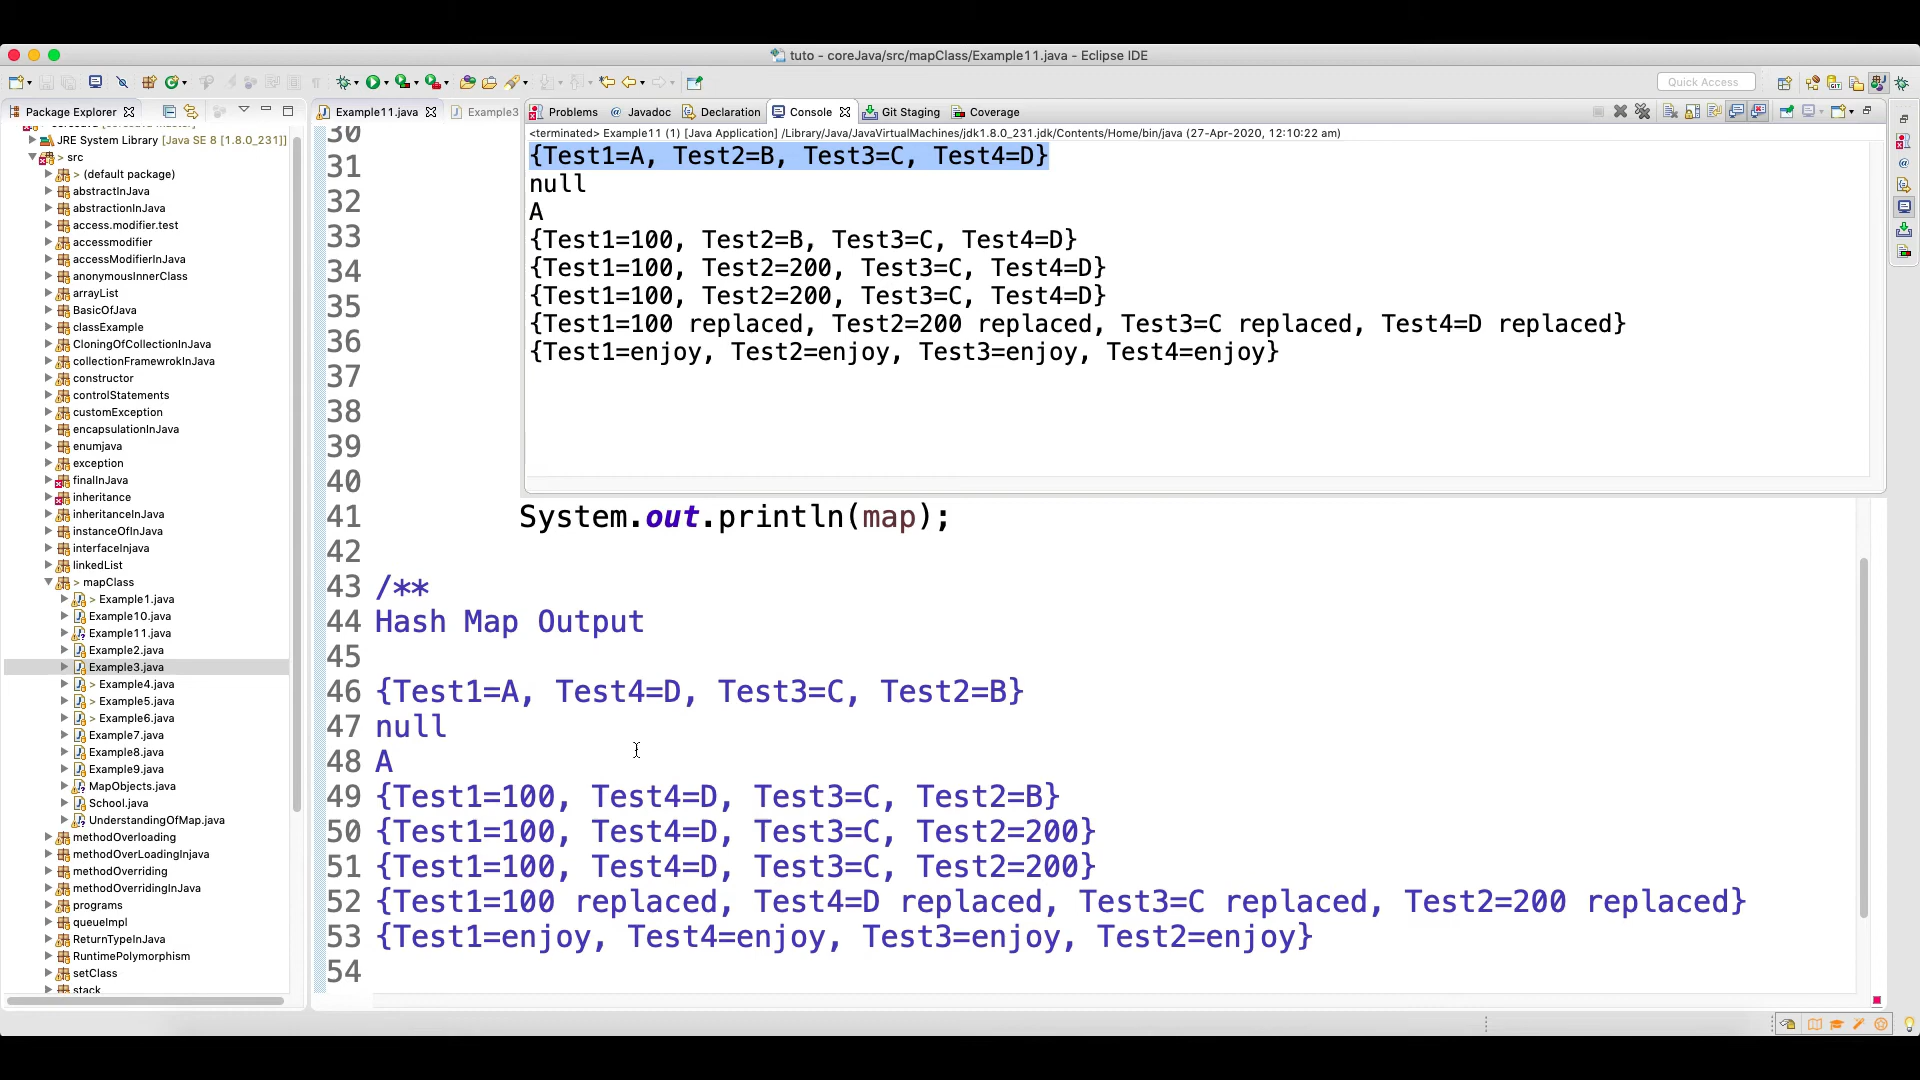 tuto - coreJava/src/mapClass/Example11.java - Eclipse IDE
Quick Access
Package Explorer
JRE System Library [Java SE 8 [1.8.0_231]]
> src
> (default package)
abstractInJava
abstractionInJava
access.modifier.test
accessmodifier
accessModifierInJava
anonymousInnerClass
arrayList
BasicOfJava
classExample
CloningOfCollectionInJava
collectionFramewrokInJava
constructor
controlStatements
customException
encapsulationInJava
enumjava
exception
finalInJava
inheritance
inheritanceInJava
instanceOfInJava
interfaceInjava
linkedList
> mapClass
> Example1.java
Example10.java
Example11.java
Example2.java
Example3.java
> Example4.java
> Example5.java
> Example6.java
Example7.java
Example8.java
Example9.java
MapObjects.java
School.java
UnderstandingOfMap.java
methodOverloading
methodOverLoadingInjava
methodOverriding
methodOverridingInJava
programs
queueImpl
ReturnTypeInJava
RuntimePolymorphism
setClass
stack
Example11.java
Example3
Problems
@ Javadoc
Declaration
Console
Git Staging
Coverage
<terminated> Example11 (1) [Java Application] /Library/Java/JavaVirtualMachines/jdk1.8.0_231.jdk/Contents/Home/bin/java (27-Apr-2020, 12:10:22 am)
{Test1=A, Test2=B, Test3=C, Test4=D}
null
A
{Test1=100, Test2=B, Test3=C, Test4=D}
{Test1=100, Test2=200, Test3=C, Test4=D}
{Test1=100, Test2=200, Test3=C, Test4=D}
{Test1=100 replaced, Test2=200 replaced, Test3=C replaced, Test4=D replaced}
{Test1=enjoy, Test2=enjoy, Test3=enjoy, Test4=enjoy}
30
31
32
33
34
35
36
37
38
39
40
41 System.out.println(map);
42
43 /**
44 Hash Map Output
45
46 {Test1=A, Test4=D, Test3=C, Test2=B}
47 null
48 A
49 {Test1=100, Test4=D, Test3=C, Test2=B}
50 {Test1=100, Test4=D, Test3=C, Test2=200}
51 {Test1=100, Test4=D, Test3=C, Test2=200}
52 {Test1=100 replaced, Test4=D replaced, Test3=C replaced, Test2=200 replaced}
53 {Test1=enjoy, Test4=enjoy, Test3=enjoy, Test2=enjoy}
54